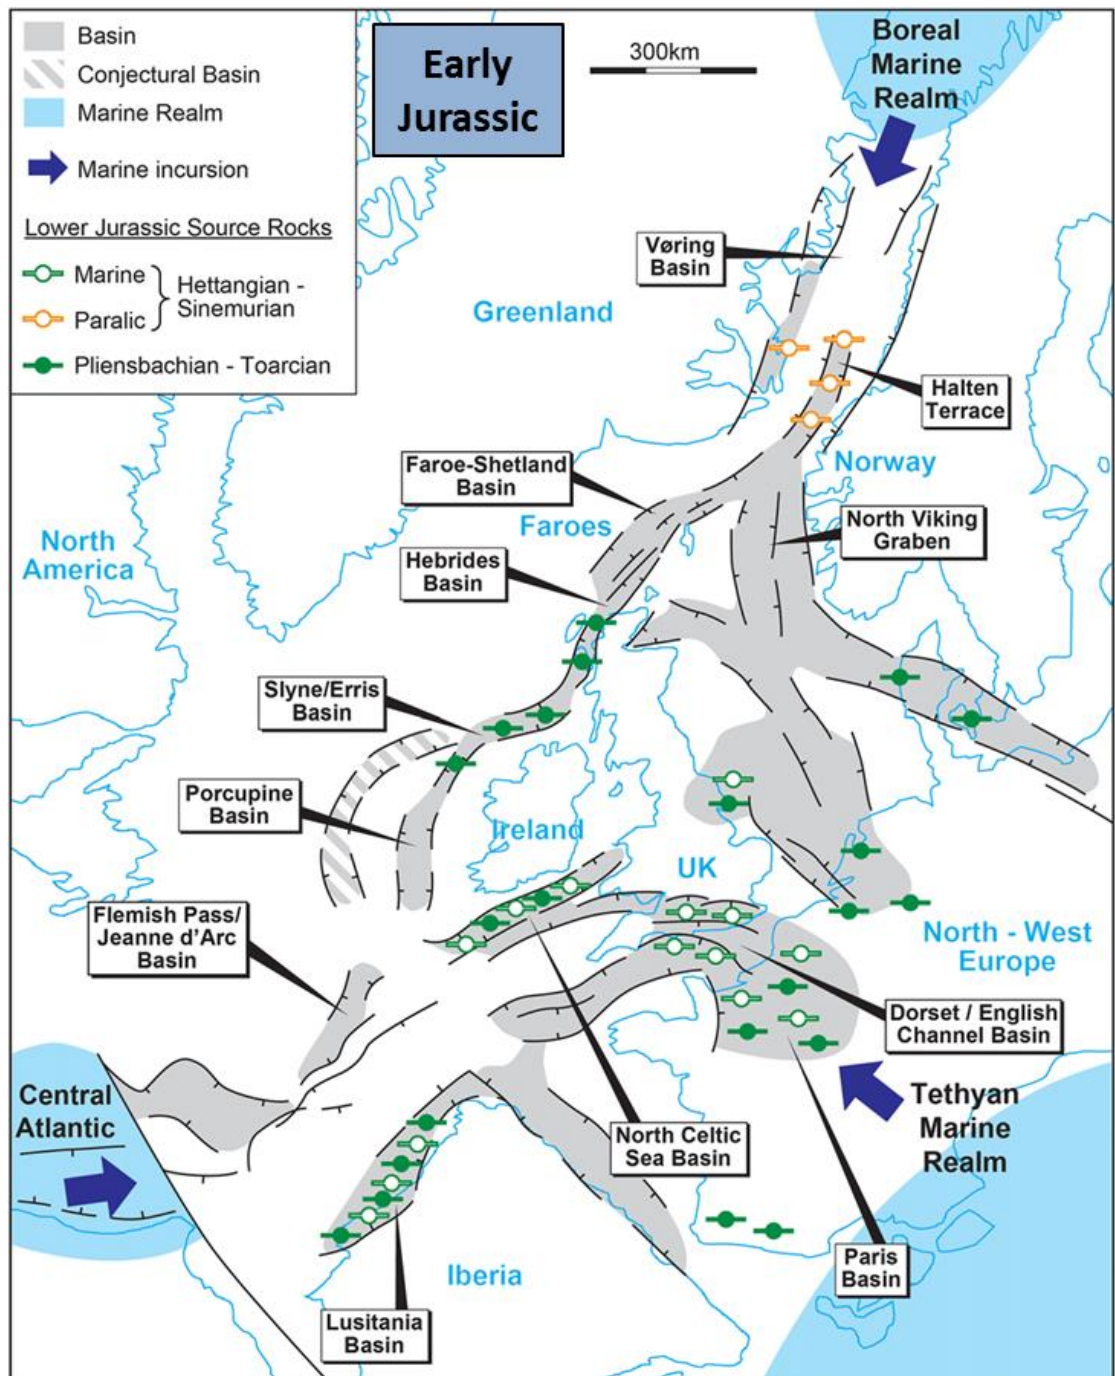 Basin
Conjectural Basin
Marine Realm
Marine incursion
Lower Jurassic Source Rocks
Marine
Paralic
Hettangian -
Sinemurian
Pliensbachian - Toarcian
Early
Jurassic
300km
Boreal
Marine
Realm
Vøring
Basin
Greenland
Halten
Terrace
Norway
Faroe-Shetland
Basin
Faroes
North Viking
Graben
North
America
Hebrides
Basin
Slyne/Erris
Basin
Porcupine
Basin
Ireland
UK
Flemish Pass/
Jeanne d'Arc
Basin
North - West
Europe
Dorset / English
Channel Basin
Central
Atlantic
Tethyan
Marine
Realm
North Celtic
Sea Basin
Paris
Basin
Iberia
Lusitania
Basin